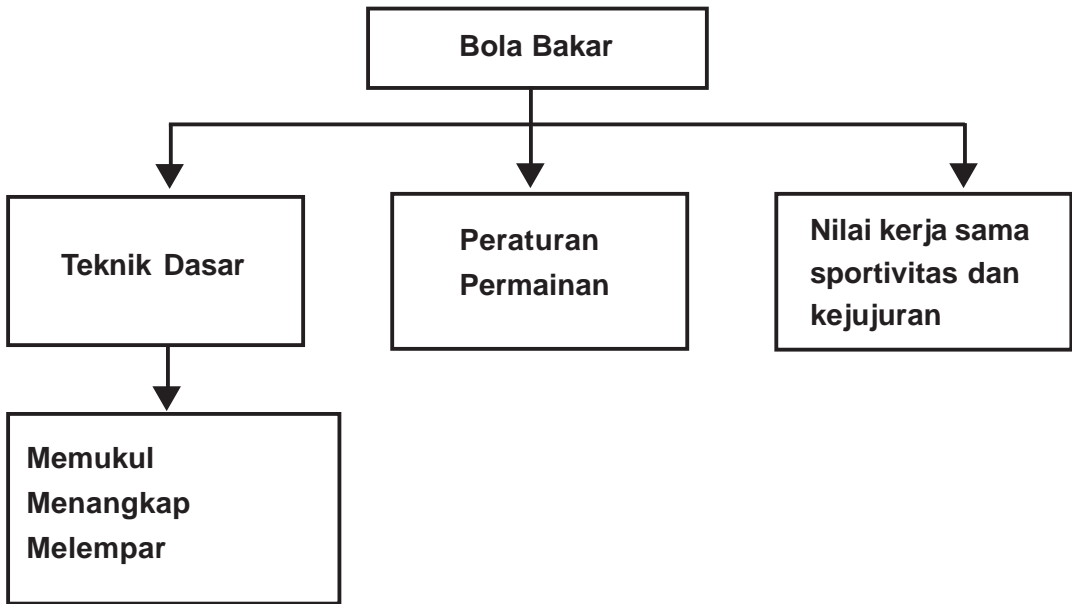 Bola Bakar
Teknik Dasar
Peraturan
Permainan
Nilai kerja sama
sportivitas dan
kejujuran
Memukul
Menangkap
Melempar